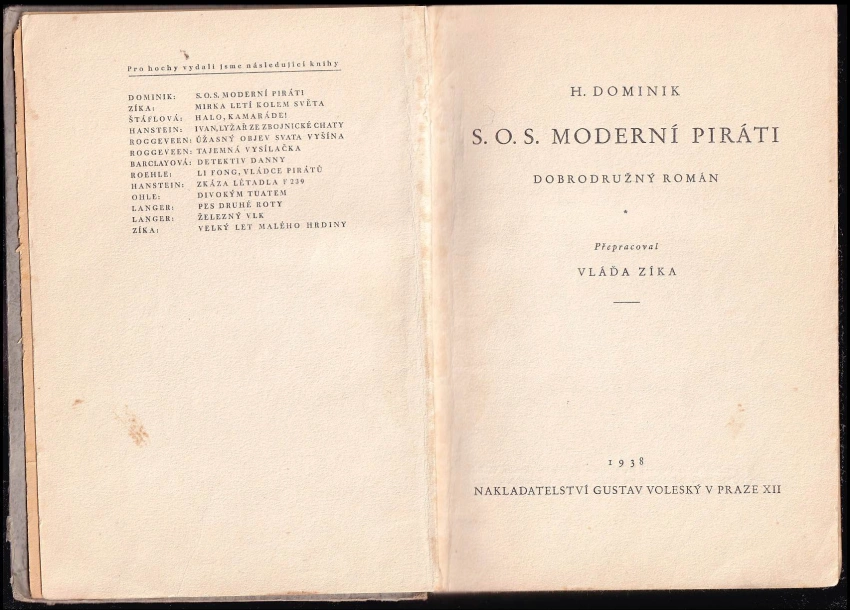 Pro hochy vydali jsme následující knihy
DOMINIK: S.O.S. MODERNÍ PIRÁTI
ZÍKA: MIRKA LETÍ KOLEM SVĚTA
ŠTÁFLOVÁ: HALO, KAMARÁDE!
HANSTEIN: IVAN, LYŽAŘ ZE ZBOJNICKÉ CHATY
ROGGEVEEN: ÚŽASNÝ OBJEV SVATA VYŠÍNA
ROGGEVEEN: TAJEMNÁ VYSÍLAČKA
BARCLAYOVÁ: DETEKTIV DANNY
ROEHLE: LI FONG, VLÁDCE PIRÁTŮ
HANSTEIN: ZKÁZA LETADLA F 239
OHLE: DIVOKÝM TUATEM
LANGER: PES DRUHÉ ROTY
LANGER: ŽELEZNÝ VLK
ZÍKA: VELKÝ LET MALÉHO HRDINY
H. DOMINIK
S. O. S. MODERNÍ PIRÁTI
DOBRODRUŽNÝ ROMÁN
*
Přepracoval
VLÁĎA ZÍKA
1938
NAKLADATELSTVÍ GUSTAV VOLESKÝ V PRAZE XII